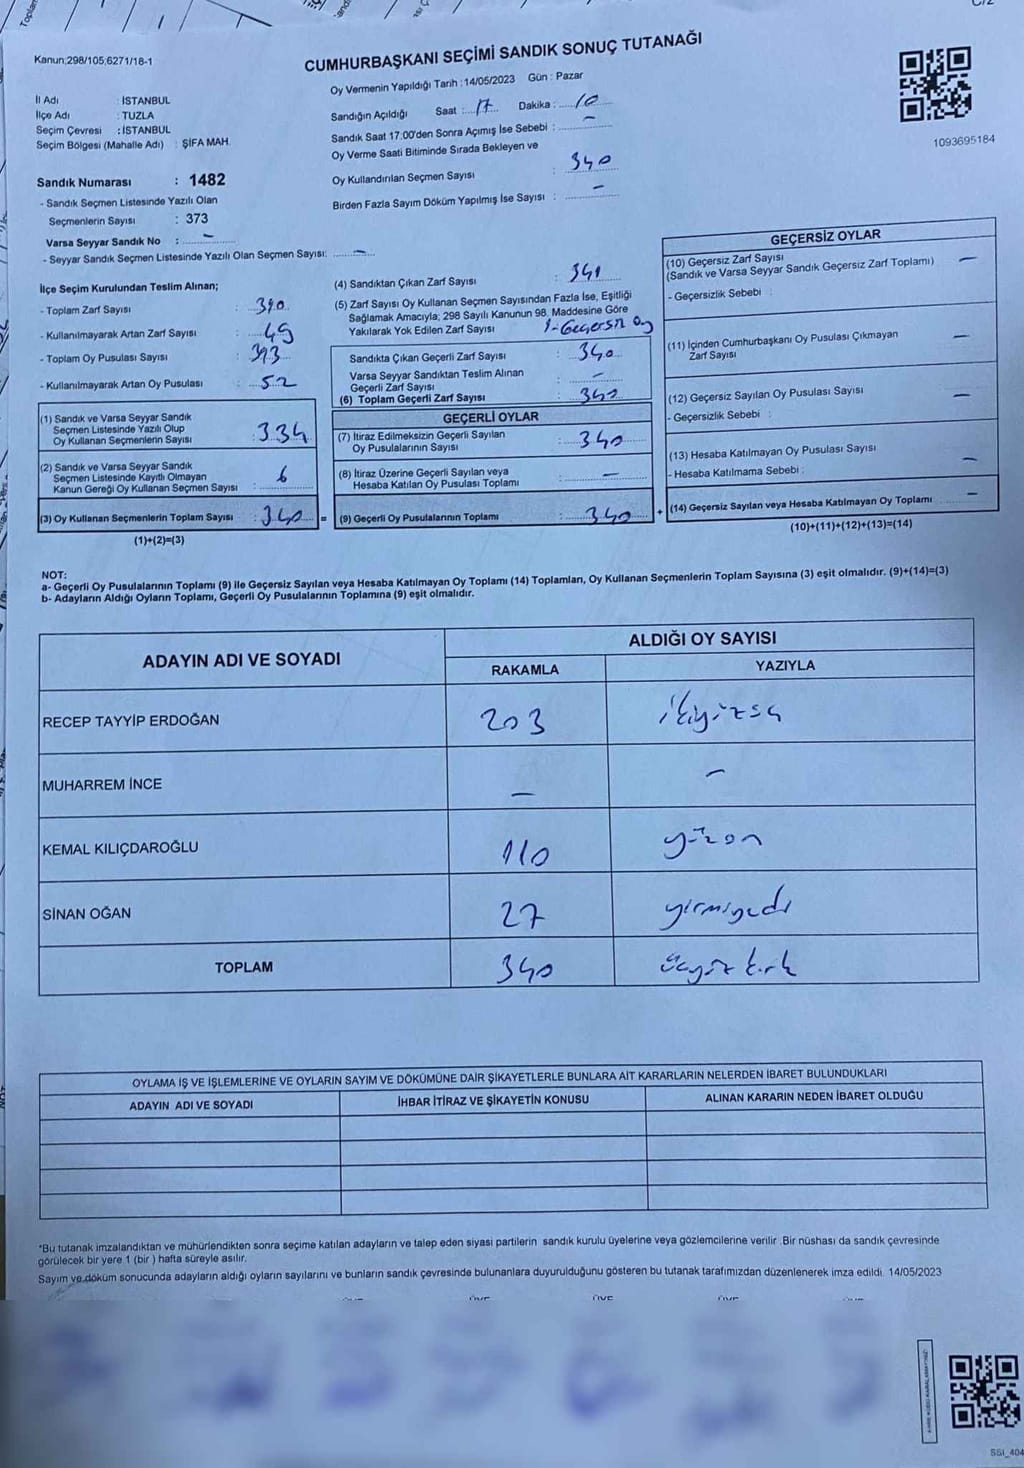 Kanun;298/105,6271/18-1
CUMHURBAŞKANI SEÇİMİ SANDIK SONUÇ TUTANAĞI
Oy Vermenin Yapıldığı Tarih :14/05/2023 Gün : Pazar
İl Adı : İSTANBUL
İlçe Adı : TUZLA
Seçim Çevresi : İSTANBUL
Seçim Bölgesi (Mahalle Adı) : ŞİFA MAH.
Sandığın Açıldığı Saat : 17 Dakika : 10
Sandık Saat 17:00'den Sonra Açımış İse Sebebi : –
Oy Verme Saati Bitiminde Sırada Bekleyen ve
Oy Kullandırılan Seçmen Sayısı : 340
Birden Fazla Sayım Döküm Yapılmış İse Sayısı : –
1093695184
Sandık Numarası : 1482
- Sandık Seçmen Listesinde Yazılı Olan
Seçmenlerin Sayısı : 373
Varsa Seyyar Sandık No : –
- Seyyar Sandık Seçmen Listesinde Yazılı Olan Seçmen Sayısı: –
İlçe Seçim Kurulundan Teslim Alınan;
- Toplam Zarf Sayısı : 390
- Kullanılmayarak Artan Zarf Sayısı : 49
- Toplam Oy Pusulası Sayısı : 393
- Kullanılmayarak Artan Oy Pusulası : 52
(1) Sandık ve Varsa Seyyar Sandık
Seçmen Listesinde Yazılı Olup
Oy Kullanan Seçmenlerin Sayısı : 334
(2) Sandık ve Varsa Seyyar Sandık
Seçmen Listesinde Kayıtlı Olmayan
Kanun Gereği Oy Kullanan Seçmen Sayısı : 6
(3) Oy Kullanan Seçmenlerin Toplam Sayısı : 340 =
(1)+(2)=(3)
(4) Sandıktan Çıkan Zarf Sayısı : 341
(5) Zarf Sayısı Oy Kullanan Seçmen Sayısından Fazla İse, Eşitliği
Sağlamak Amacıyla; 298 Sayılı Kanunun 98. Maddesine Göre
Yakılarak Yok Edilen Zarf Sayısı 1-Geçersiz Oy
Sandıkta Çıkan Geçerli Zarf Sayısı : 340
Varsa Seyyar Sandıktan Teslim Alınan
Geçerli Zarf Sayısı : –
(6) Toplam Geçerli Zarf Sayısı : 340
GEÇERLİ OYLAR
(7) İtiraz Edilmeksizin Geçerli Sayılan
Oy Pusulalarının Sayısı : 340
(8) İtiraz Üzerine Geçerli Sayılan veya
Hesaba Katılan Oy Pusulası Toplamı : –
(9) Geçerli Oy Pusulalarının Toplamı : 340 +
GEÇERSİZ OYLAR
(10) Geçersiz Zarf Sayısı –
(Sandık ve Varsa Seyyar Sandık Geçersiz Zarf Toplamı)
- Geçersizlik Sebebi :
(11) İçinden Cumhurbaşkanı Oy Pusulası Çıkmayan –
Zarf Sayısı
(12) Geçersiz Sayılan Oy Pusulası Sayısı –
- Geçersizlik Sebebi :
(13) Hesaba Katılmayan Oy Pusulası Sayısı –
- Hesaba Katılmama Sebebi :
(14) Geçersiz Sayılan veya Hesaba Katılmayan Oy Toplamı –
(10)+(11)+(12)+(13)=(14)
NOT:
a- Geçerli Oy Pusulalarının Toplamı (9) ile Geçersiz Sayılan veya Hesaba Katılmayan Oy Toplamı (14) Toplamları, Oy Kullanan Seçmenlerin Toplam Sayısına (3) eşit olmalıdır. (9)+(14)=(3)
b- Adayların Aldığı Oyların Toplamı, Geçerli Oy Pusulalarının Toplamına (9) eşit olmalıdır.
ADAYIN ADI VE SOYADI
ALDIĞI OY SAYISI
RAKAMLA YAZIYLA
RECEP TAYYİP ERDOĞAN 203
MUHARREM İNCE – –
KEMAL KILIÇDAROĞLU 110 yüzon
SİNAN OĞAN 27 yirmiyedi
TOPLAM 340 üçyüz kırk
OYLAMA İŞ VE İŞLEMLERİNE VE OYLARIN SAYIM VE DÖKÜMÜNE DAİR ŞİKAYETLERLE BUNLARA AİT KARARLARIN NELERDEN İBARET BULUNDUKLARI
ADAYIN ADI VE SOYADI İHBAR İTİRAZ VE ŞİKAYETİN KONUSU ALINAN KARARIN NEDEN İBARET OLDUĞU
*Bu tutanak imzalandıktan ve mühürlendikten sonra seçime katılan adayların ve talep eden siyasi partilerin sandık kurulu üyelerine veya gözlemcilerine verilir .Bir nüshası da sandık çevresinde
görülecek bir yere 1 (bir ) hafta süreyle asılır.
Sayım ve döküm sonucunda adayların aldığı oyların sayılarını ve bunların sandık çevresinde bulunanlara duyurulduğunu gösteren bu tutanak tarafımızdan düzenlenerek imza edildi. 14/05/2023